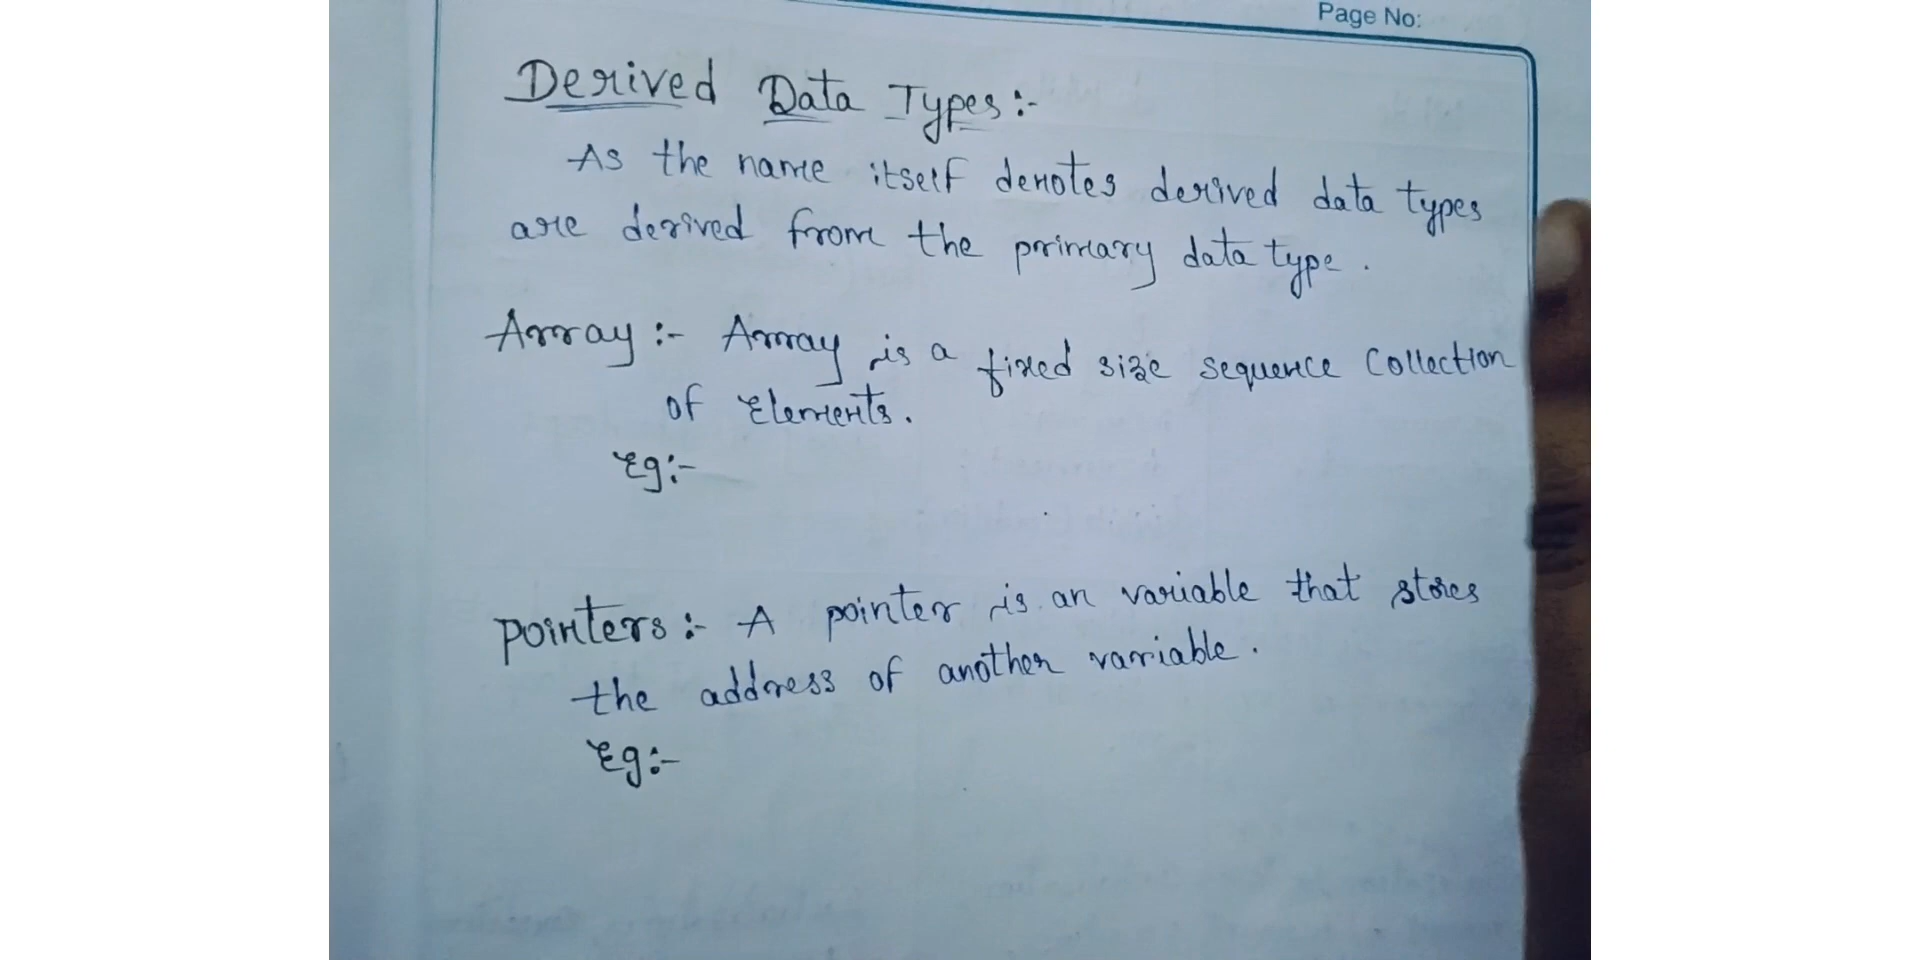 Page No:
Derived Data Types :-
As the name itself denotes derived data types
are derived from the primary data type.
Array :- Array is a fixed size sequence collection
of Elements.
Eg:-
Pointers :- A pointer is an variable that stores
the address of another variable.
Eg:-